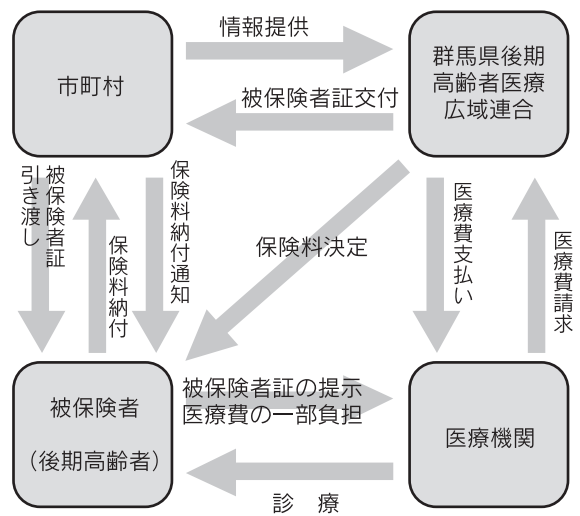 市町村
情報提供
被保険者証交付
群馬県後期
高齢者医療
広域連合
被保険者証
引き渡し
保険料納付
保険料納付通知
保険料決定
医療費支払い
医療費請求
被保険者
（後期高齢者）
被保険者証の提示
医療費の一部負担
診　療
医療機関